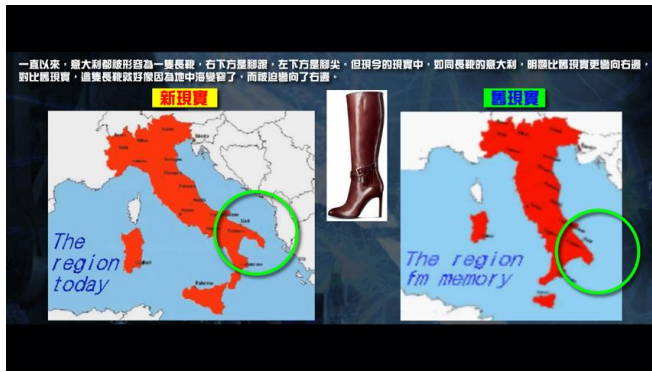 一直以來，意大利都被形容為一隻長靴，右下方是腳跟，左下方是腳尖。但現今的現實中，如同長靴的意大利，明顯比舊現實更彎向右邊，
對比舊現實，這隻長靴就好像因為地中海變窄了，而被迫彎向了右邊。
新現實
舊現實
The
region
today
The region
fm memory
Palermo